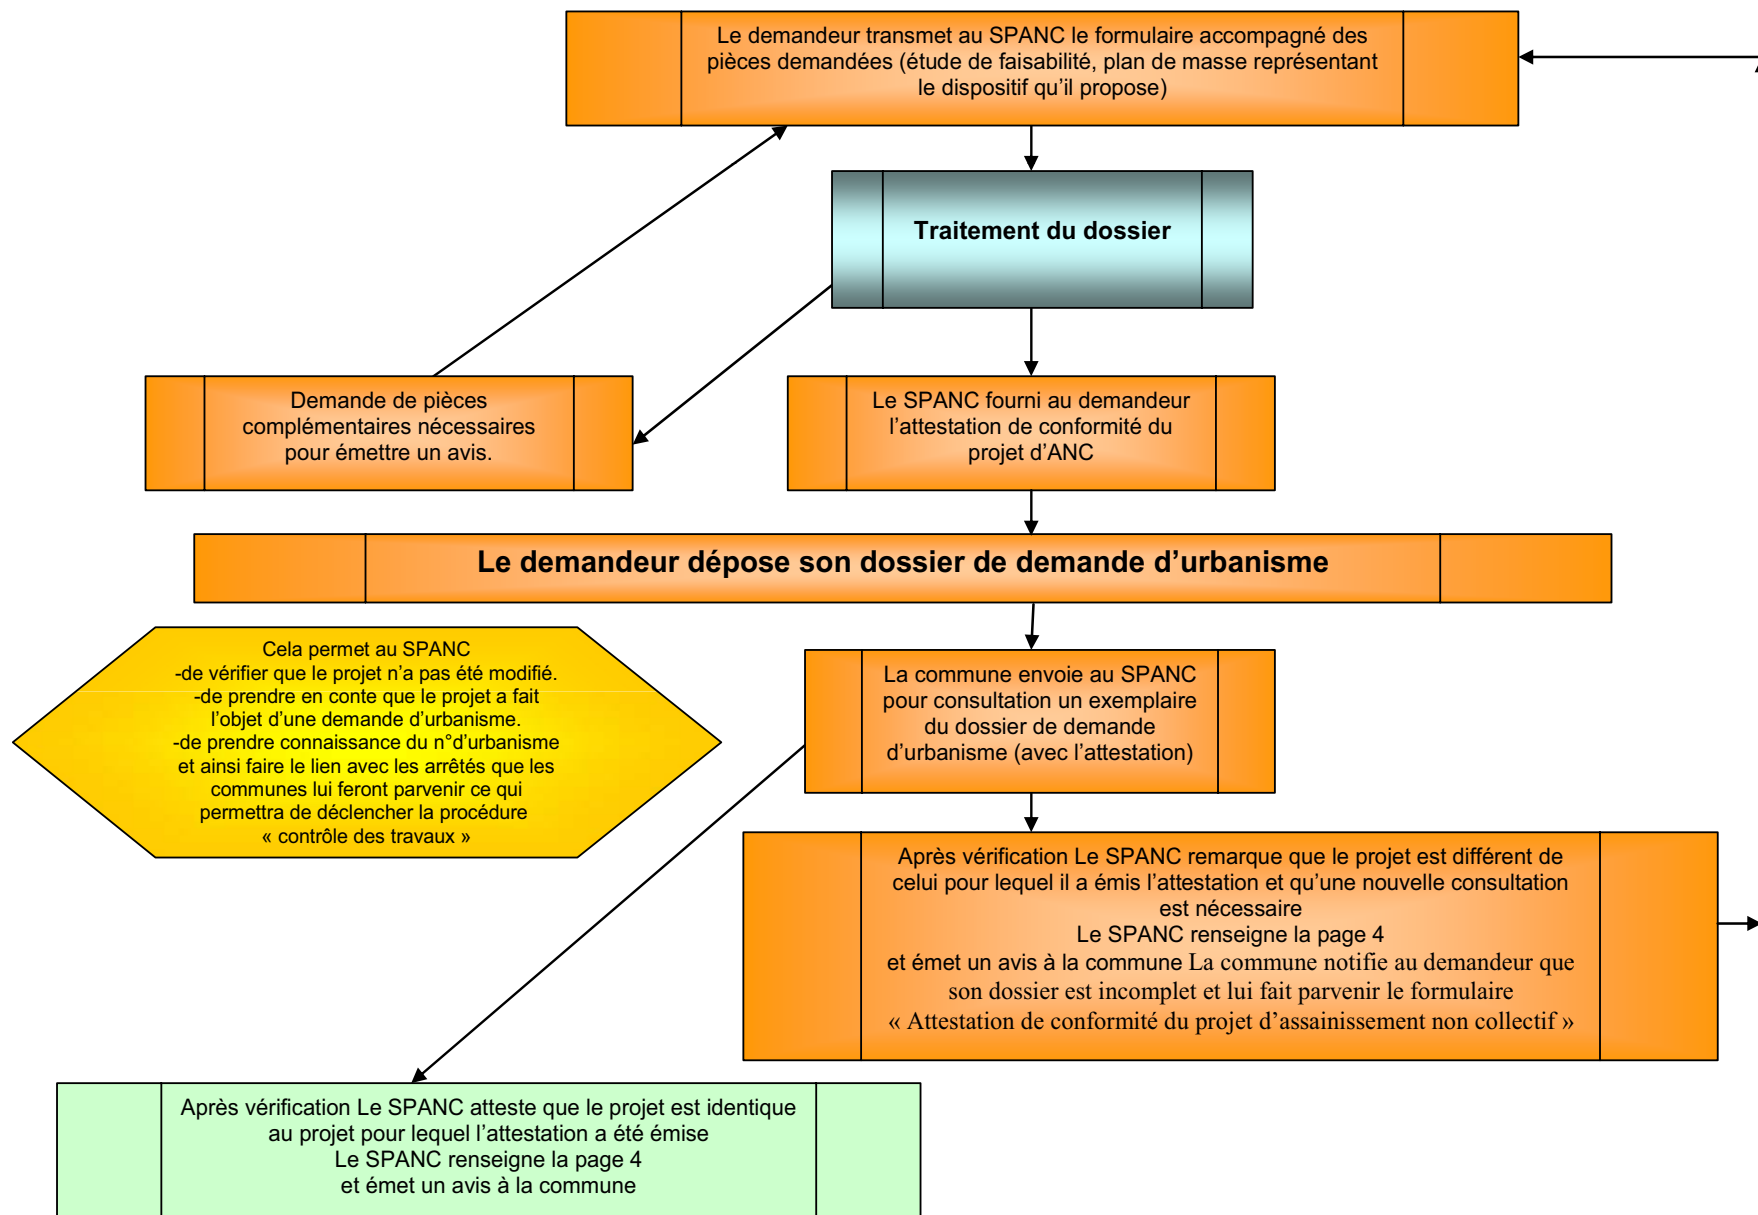 Le demandeur transmet au SPANC le formulaire accompagné des
pièces demandées (étude de faisabilité, plan de masse représentant
le dispositif qu'il propose)
Traitement du dossier
Demande de pièces
complémentaires nécessaires
pour émettre un avis.
Le SPANC fourni au demandeur
l'attestation de conformité du
projet d'ANC
Le demandeur dépose son dossier de demande d'urbanisme
Cela permet au SPANC
-de vérifier que le projet n'a pas été modifié.
-de prendre en conte que le projet a fait
l'objet d'une demande d'urbanisme.
-de prendre connaissance du n°d'urbanisme
et ainsi faire le lien avec les arrêtés que les
communes lui feront parvenir ce qui
permettra de déclencher la procédure
« contrôle des travaux »
La commune envoie au SPANC
pour consultation un exemplaire
du dossier de demande
d'urbanisme (avec l'attestation)
Après vérification Le SPANC remarque que le projet est différent de
celui pour lequel il a émis l'attestation et qu'une nouvelle consultation
est nécessaire
Le SPANC renseigne la page 4
et émet un avis à la commune La commune notifie au demandeur que
son dossier est incomplet et lui fait parvenir le formulaire
« Attestation de conformité du projet d'assainissement non collectif »
Après vérification Le SPANC atteste que le projet est identique
au projet pour lequel l'attestation a été émise
Le SPANC renseigne la page 4
et émet un avis à la commune